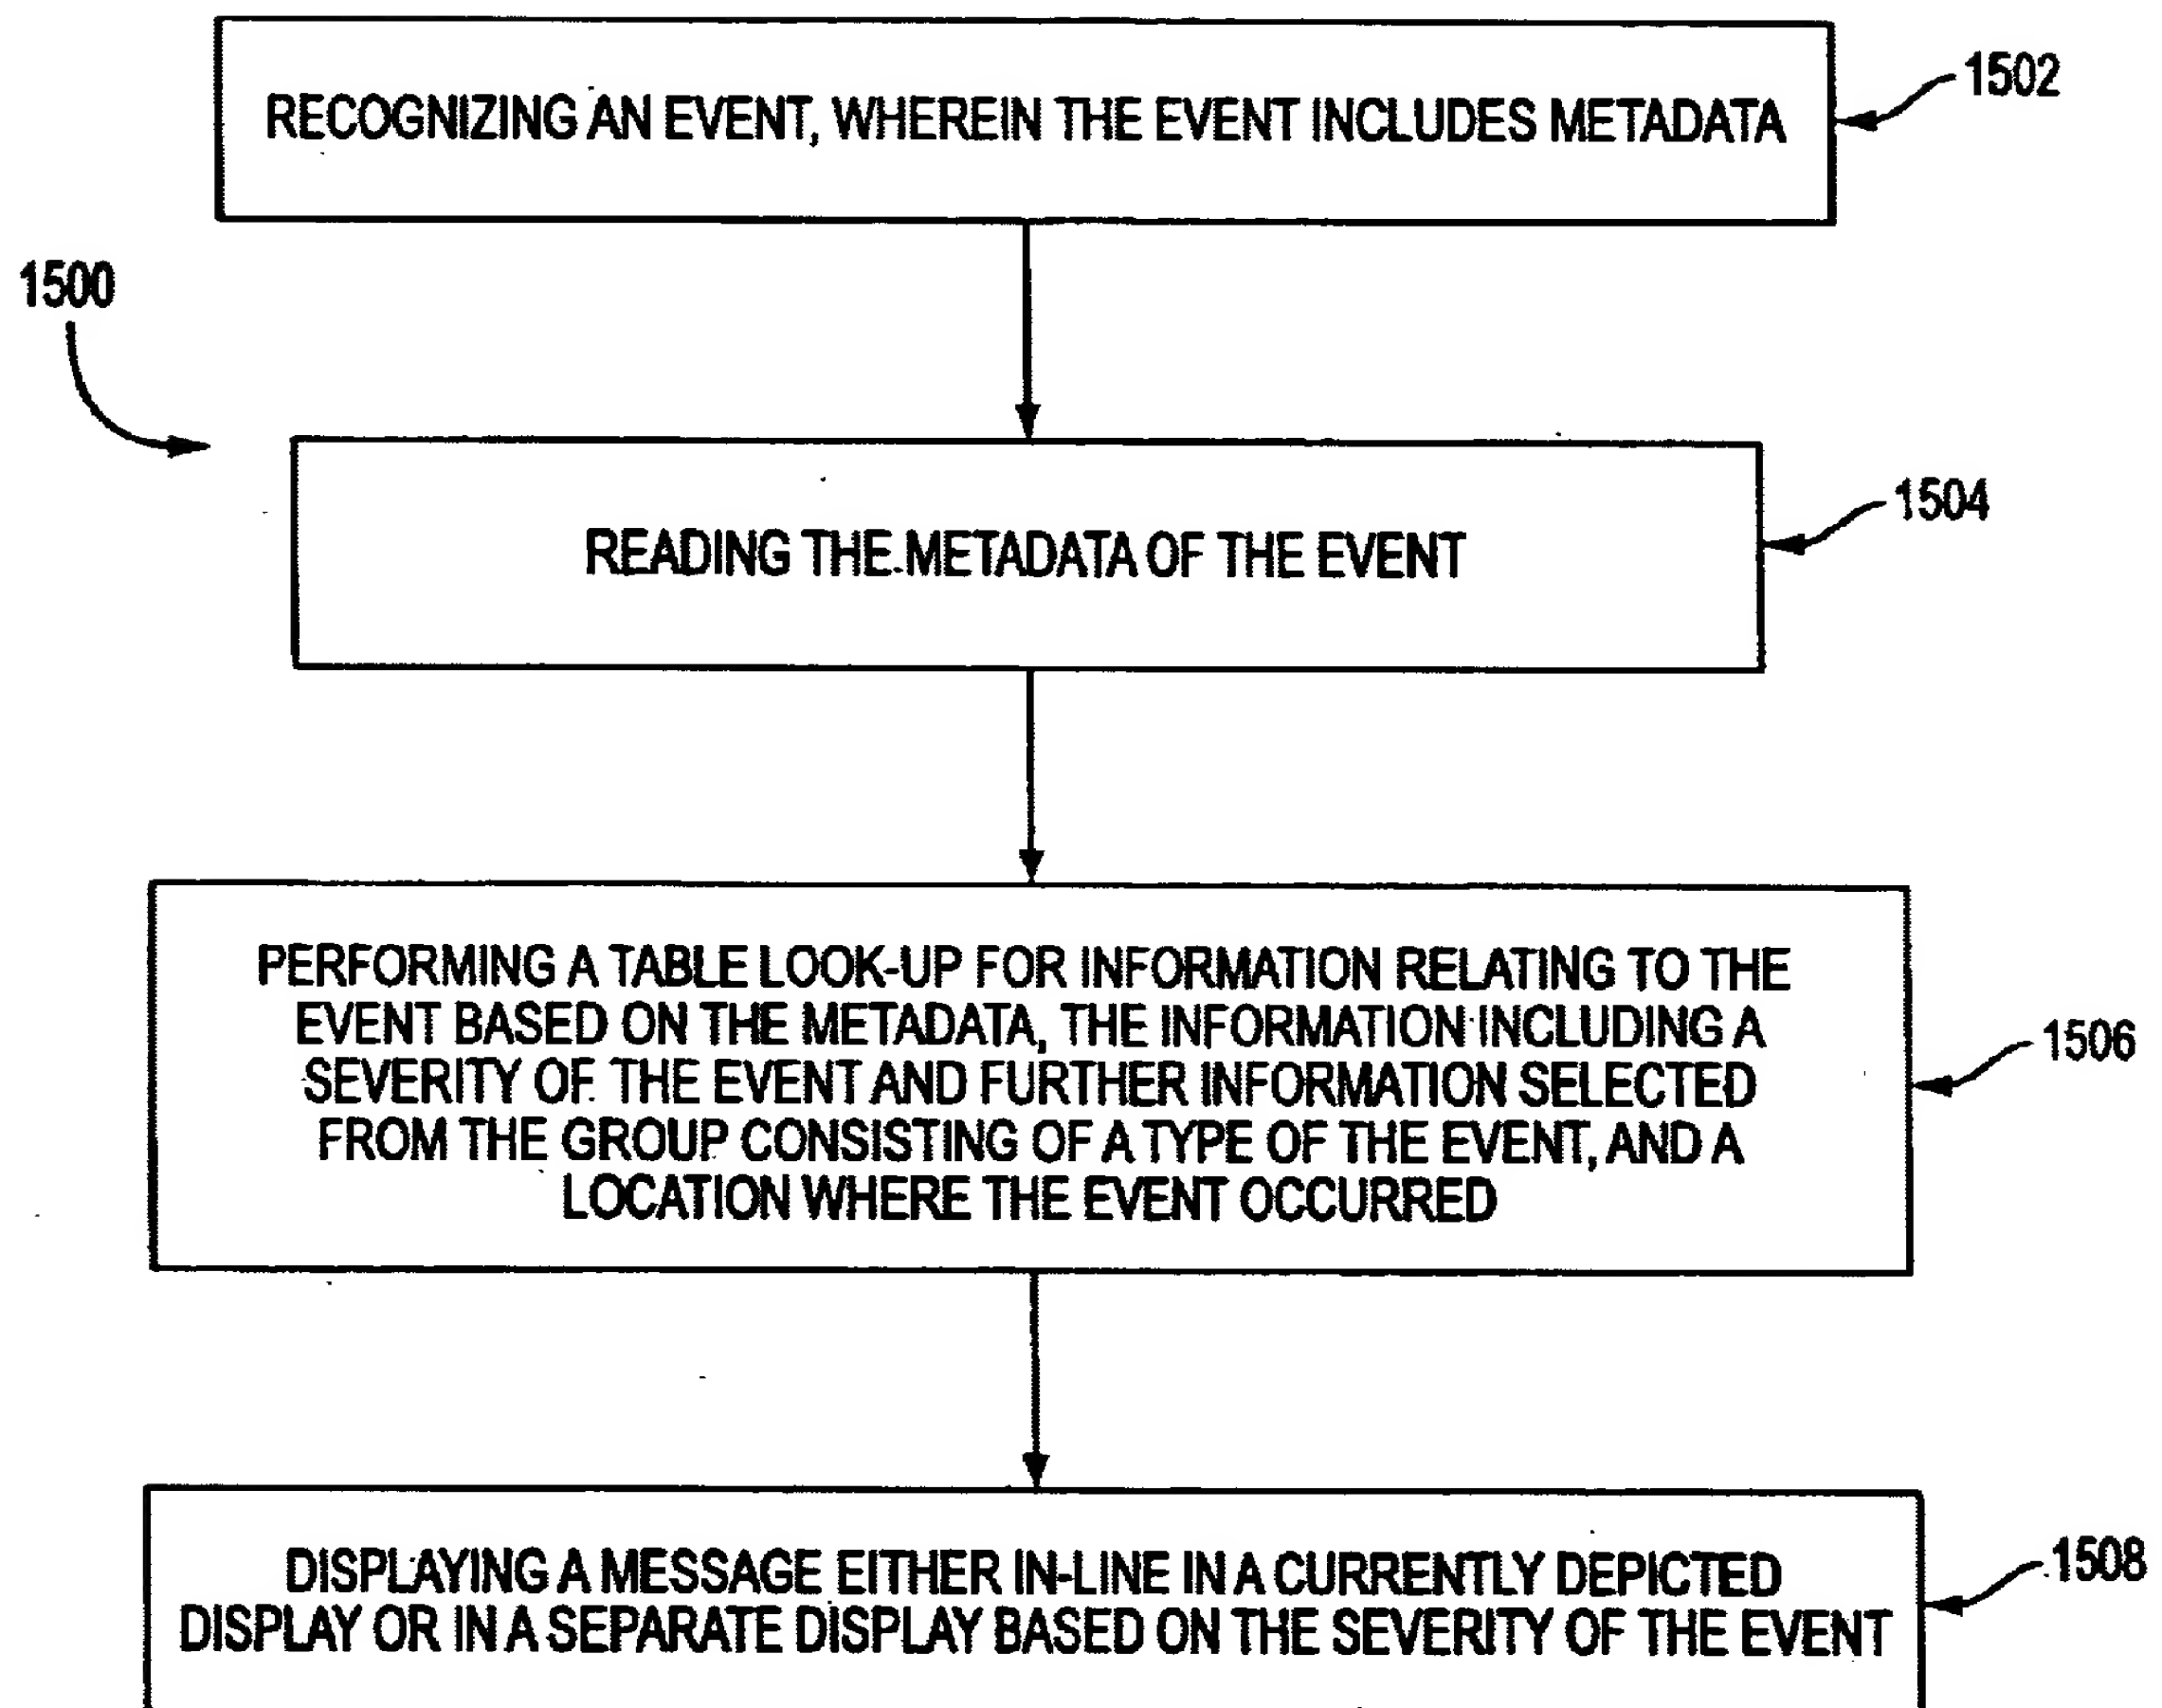 RECOGNIZING AN EVENT, WHEREIN THE EVENT INCLUDES METADATA
1502
1500
READING THE METADATA OF THE EVENT
1504
PERFORMING A TABLE LOOK-UP FOR INFORMATION RELATING TO THE
EVENT BASED ON THE METADATA, THE INFORMATION INCLUDING A
SEVERITY OF THE EVENT AND FURTHER INFORMATION SELECTED
FROM THE GROUP CONSISTING OF A TYPE OF THE EVENT, AND A
LOCATION WHERE THE EVENT OCCURRED
1506
DISPLAYING A MESSAGE EITHER IN-LINE IN A CURRENTLY DEPICTED
DISPLAY OR IN A SEPARATE DISPLAY BASED ON THE SEVERITY OF THE EVENT
1508